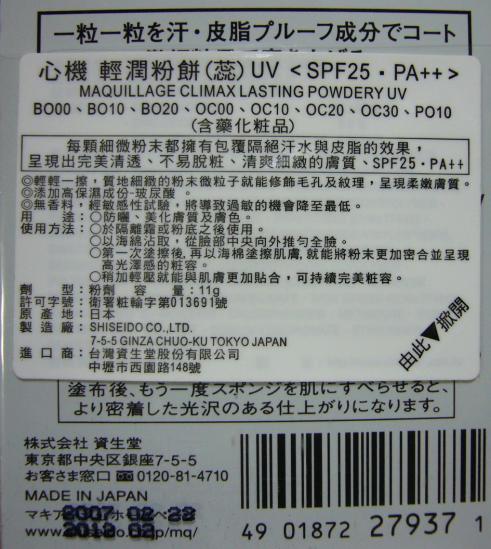 一粒一粒を汗・皮脂プルーフ成分でコート
心機 輕潤粉餅(蕊) UV <SPF25・PA++>
MAQUILLAGE CLIMAX LASTING POWDERY UV
BO00、BO10、BO20、OC00、OC10、OC20、OC30、PO10
(含藥化粧品)
每顆細微粉末都擁有包覆隔絕汗水與皮脂的效果，
呈現出完美清透、不易脫粧、清爽細緻的膚質、SPF25・PA++
◎輕輕一擦，質地細緻的粉末微粒子就能修飾毛孔及紋理，呈現柔嫩膚質。
◎添加高保濕成份-玻尿酸。
◎無香料，經敏感性試驗，將導致過敏的機會降至最低。
用　　途：○防曬、美化膚質及膚色。
使用方法：○於隔離霜或粉底之後使用。
○以海綿沾取，從臉部中央向外推勻全臉。
○第一次塗擦後,再以海棉塗擦肌膚,就能將粉末更加密合並呈現
高光澤感的粧容。
○稍加輕壓就能與肌膚更加貼合，可持續完美粧容。
劑　　型：粉劑　容　　量：11g
許可字號：衛署粧輸字第013691號
原 產 地：日本
製 造 廠：SHISEIDO CO.,LTD.
7-5-5 GINZA CHUO-KU TOKYO JAPAN
進 口 商：台灣資生堂股份有限公司
中壢市西園路148號
由此▼掀開
塗布後、もう一度スポンジを肌にすべらせると、
より密着した光沢のある仕上がりになります。
株式会社 資生堂
東京都中央区銀座7-5-5
お客さま窓口 0120-81-4710
MADE IN JAPAN
2007 02 22
www. /mq/
4 901872 279371